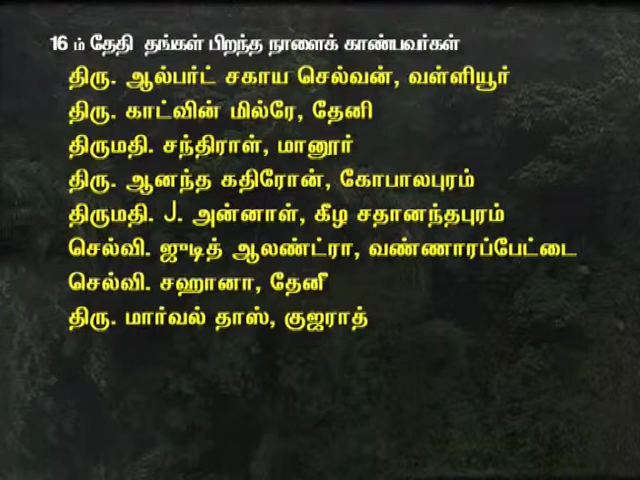 16 ம் தேதி தங்கள் பிறந்த நாளைக் காண்பவர்கள்
திரு. ஆல்பர்ட் சகாய செல்வன், வள்ளியூர்
திரு. காட்வின் மில்ரே, தேனி
திருமதி. சந்திராள், மானூர்
திரு. ஆனந்த கதிரோன், கோபாலபுரம்
திருமதி. J. அன்னாள், கீழ சதானந்தபுரம்
செல்வி. ஜுடித் ஆலண்ட்ரா, வண்ணாரப்பேட்டை
செல்வி. சஹானா, தேனீ
திரு. மார்வல் தாஸ், குஜராத்